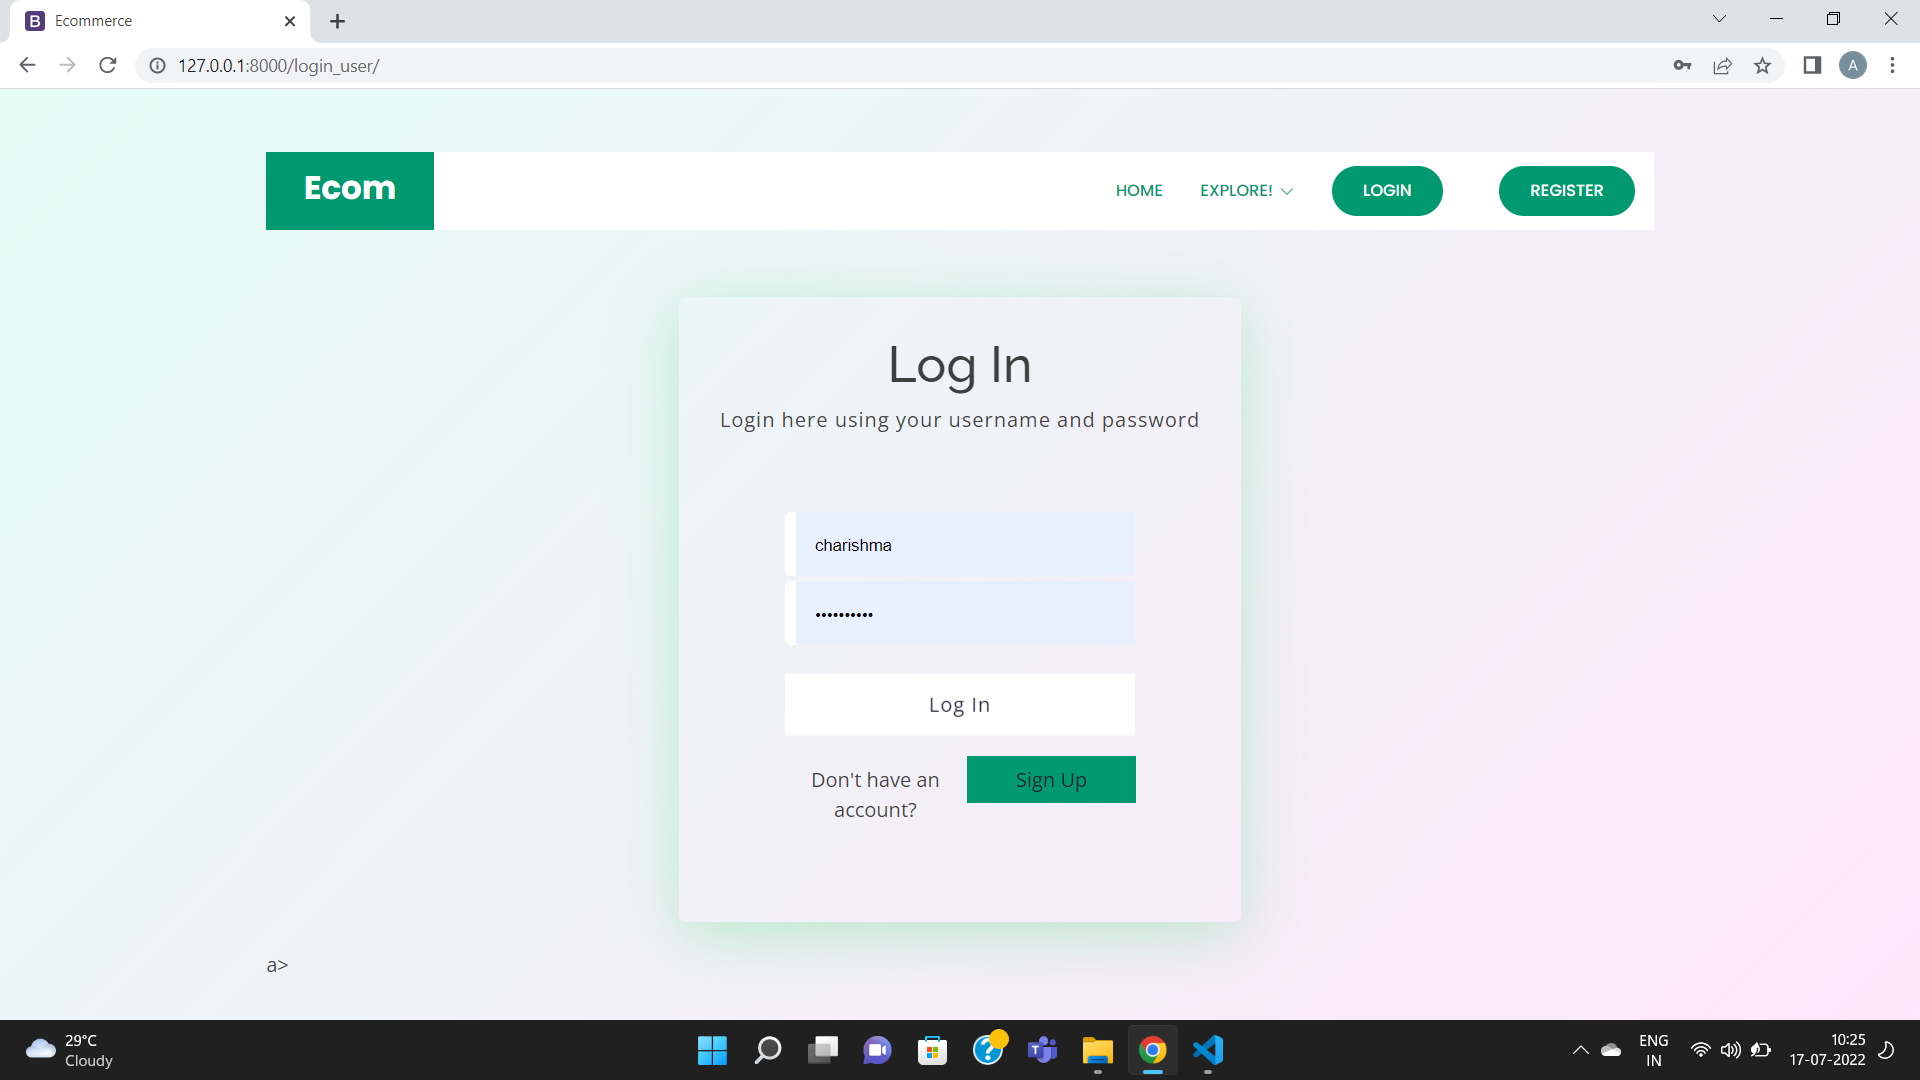 Ecommerce
127.0.0.1:8000/login_user/
A
Ecom
HOME
EXPLORE!
LOGIN
REGISTER
Log In
Login here using your username and password
charishma
••••••••••
Log In
Don't have an
account?
Sign Up
a>
29°C
Cloudy
ENG
IN
10:25
17-07-2022